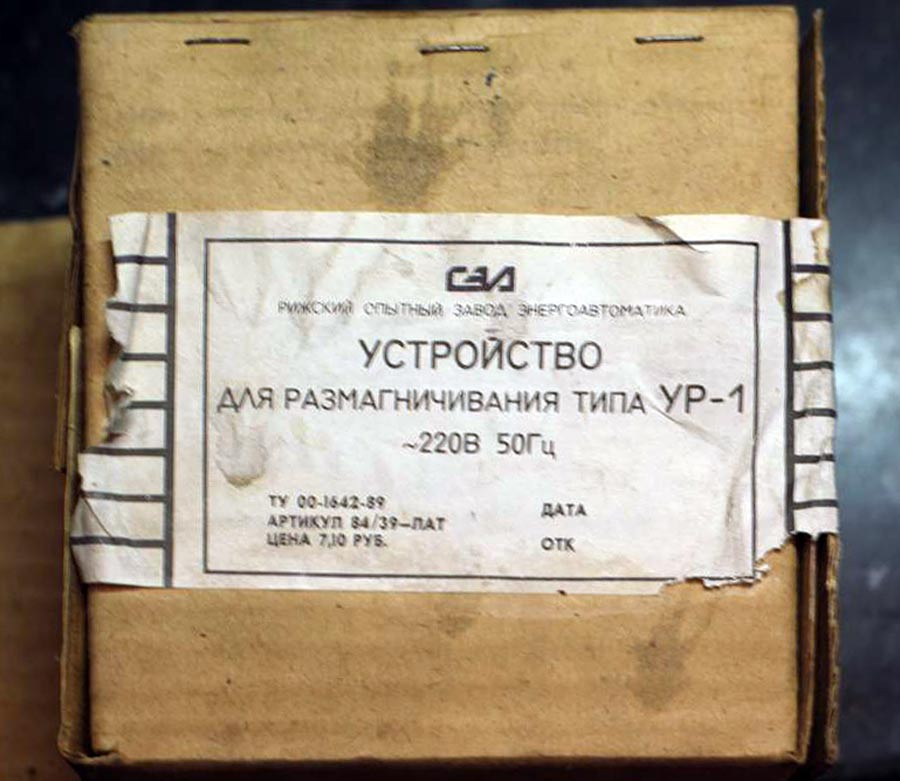 СЭА
РИЖСКИЙ ОПЫТНЫЙ ЗАВОД ЭНЕРГОАВТОМАТИКА
УСТРОЙСТВО
ДЛЯ РАЗМАГНИЧИВАНИЯ ТИПА УР-1
~220В 50Гц
ТУ 00-1642-89
АРТИКУЛ 84/39-ЛАТ
ЦЕНА 7,10 РУБ.
ДАТА
ОТК